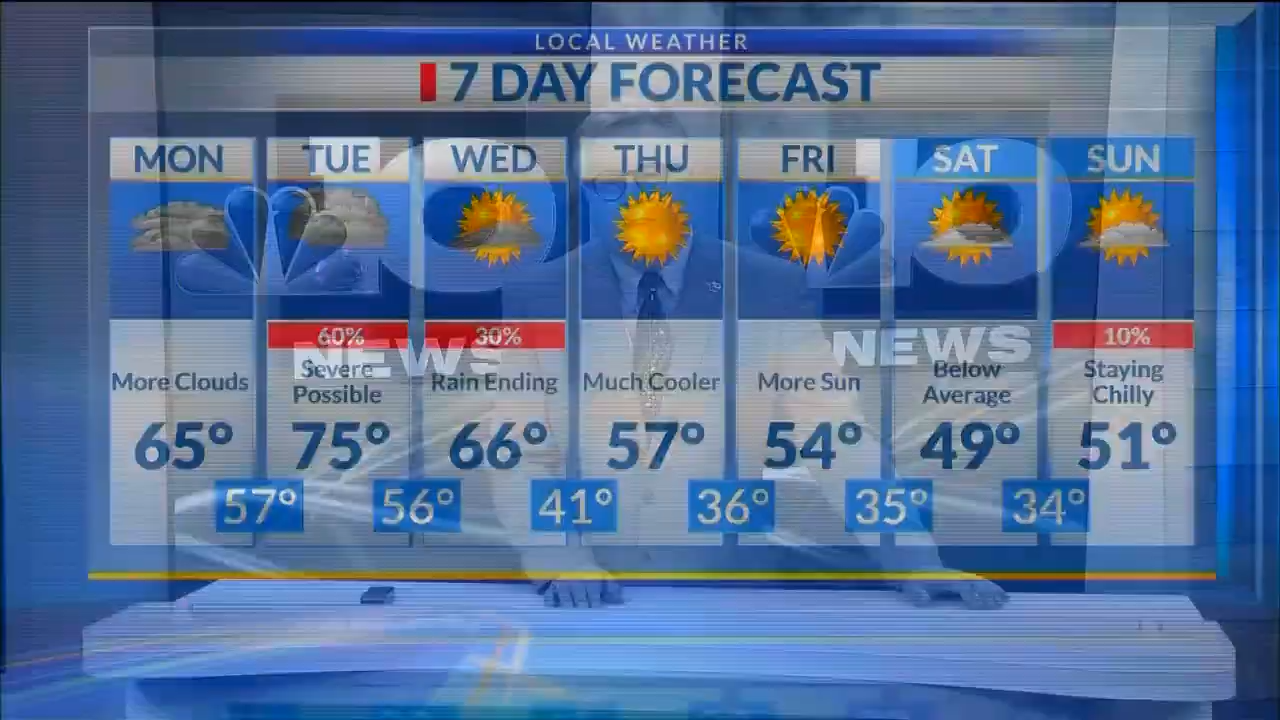 LOCAL WEATHER
7 DAY FORECAST
MON TUE WED THU FRI SAT SUN
60% 30% 10%
NEWS NEWS
More Clouds Severe Possible Rain Ending Much Cooler More Sun Below Average Staying Chilly
65° 75° 66° 57° 54° 49° 51°
57° 56° 41° 36° 35° 34°